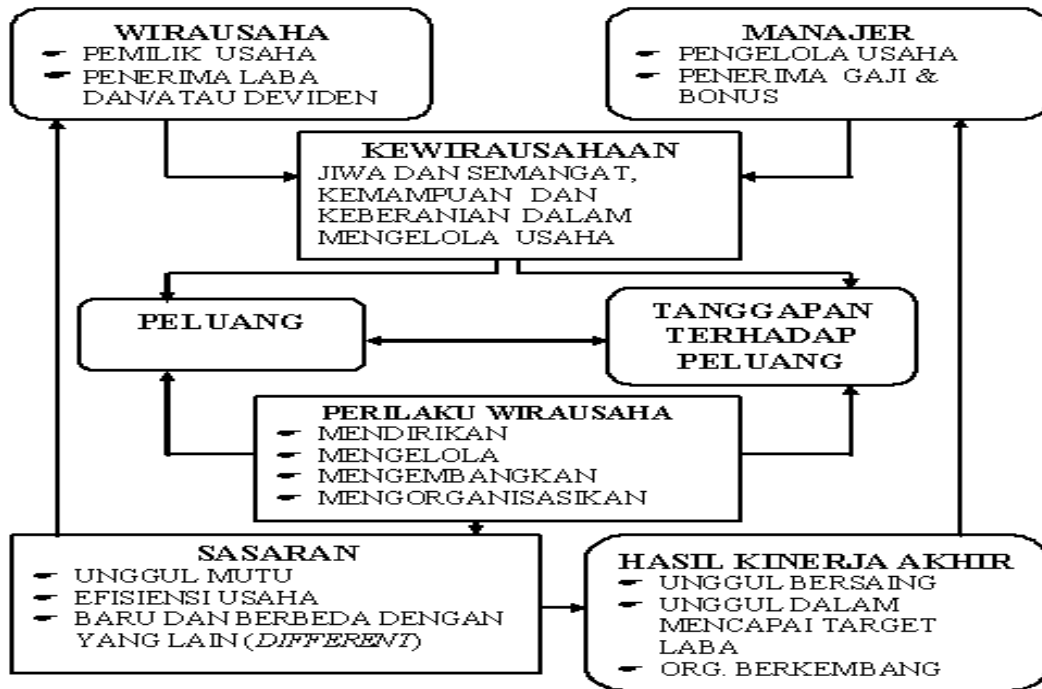 WIRAUSAHA
☛ PEMILIK USAHA
☛ PENERIMA LABA
DAN/ATAU DEVIDEN
MANAJER
☛ PENGELOLA USAHA
☛ PENERIMA GAJI &
BONUS
KEWIRAUSAHAAN
JIWA DAN SEMANGAT,
KEMAMPUAN DAN
KEBERANIAN DALAM
MENGELOLA USAHA
PELUANG
TANGGAPAN
TERHADAP
PELUANG
PERILAKU WIRAUSAHA
☛ MENDIRIKAN
☛ MENGELOLA
☛ MENGEMBANGKAN
☛ MENGORGANISASIKAN
SASARAN
☛ UNGGUL MUTU
☛ EFISIENSI USAHA
☛ BARU DAN BERBEDA DENGAN
YANG LAIN (DIFFERENT)
HASIL KINERJA AKHIR
☛ UNGGUL BERSAING
☛ UNGGUL DALAM
MENCAPAI TARGET
LABA
☛ ORG. BERKEMBANG